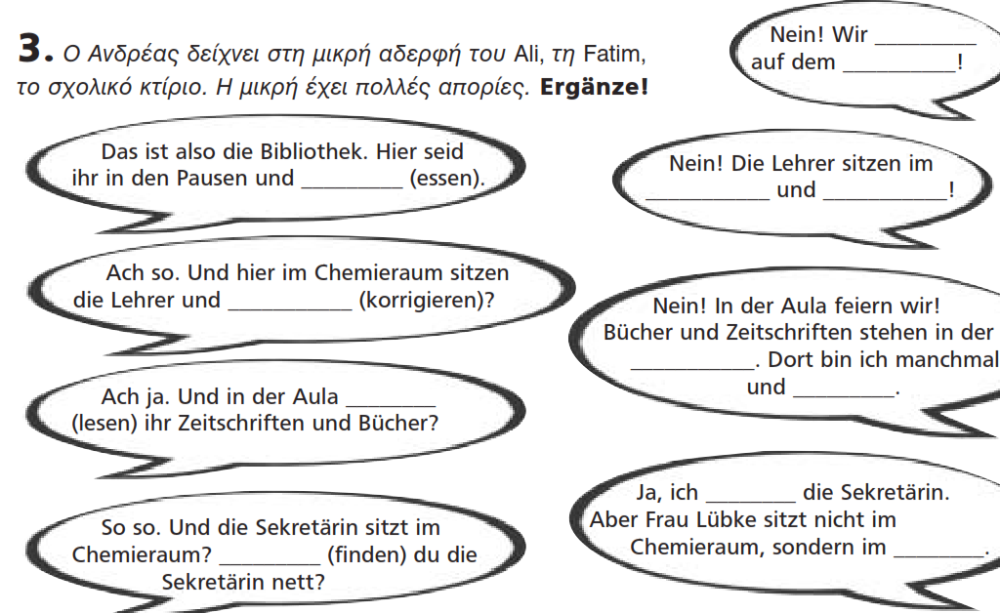 3. Ο Ανδρέας δείχνει στη μικρή αδερφή του Ali, τη Fatim,
το σχολικό κτίριο. Η μικρή έχει πολλές απορίες. Ergänze!
Das ist also die Bibliothek. Hier seid
ihr in den Pausen und _________ (essen).
Nein! Wir _________
auf dem __________!
Ach so. Und hier im Chemieraum sitzen
die Lehrer und ___________ (korrigieren)?
Nein! Die Lehrer sitzen im
___________ und ___________!
Ach ja. Und in der Aula ________
(lesen) ihr Zeitschriften und Bücher?
Nein! In der Aula feiern wir!
Bücher und Zeitschriften stehen in der
___________. Dort bin ich manchmal
und _________.
So so. Und die Sekretärin sitzt im
Chemieraum? _________ (finden) du die
Sekretärin nett?
Ja, ich ________ die Sekretärin.
Aber Frau Lübke sitzt nicht im
Chemieraum, sondern im ________.